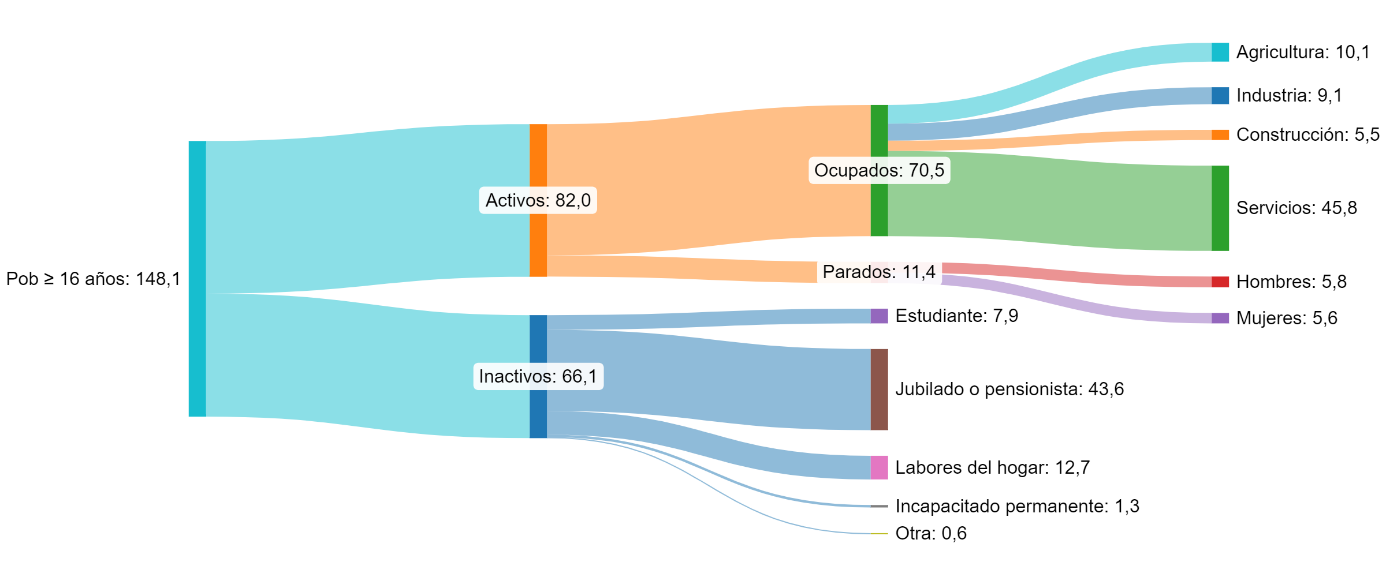 Pob ≥ 16 años: 148,1
Activos: 82,0
Inactivos: 66,1
Ocupados: 70,5
Parados: 11,4
Estudiante: 7,9
Jubilado o pensionista: 43,6
Labores del hogar: 12,7
Incapacitado permanente: 1,3
Otra: 0,6
Agricultura: 10,1
Industria: 9,1
Construcción: 5,5
Servicios: 45,8
Hombres: 5,8
Mujeres: 5,6